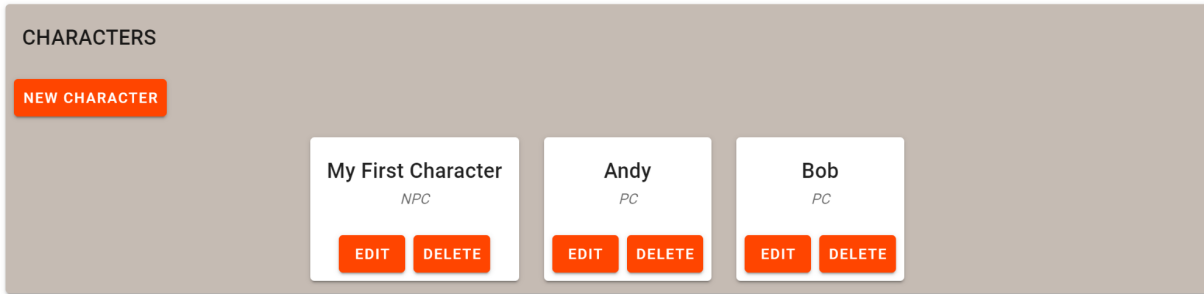 CHARACTERS
NEW CHARACTER
My First Character Andy Bob
NPC PC PC
EDIT DELETE EDIT DELETE EDIT DELETE